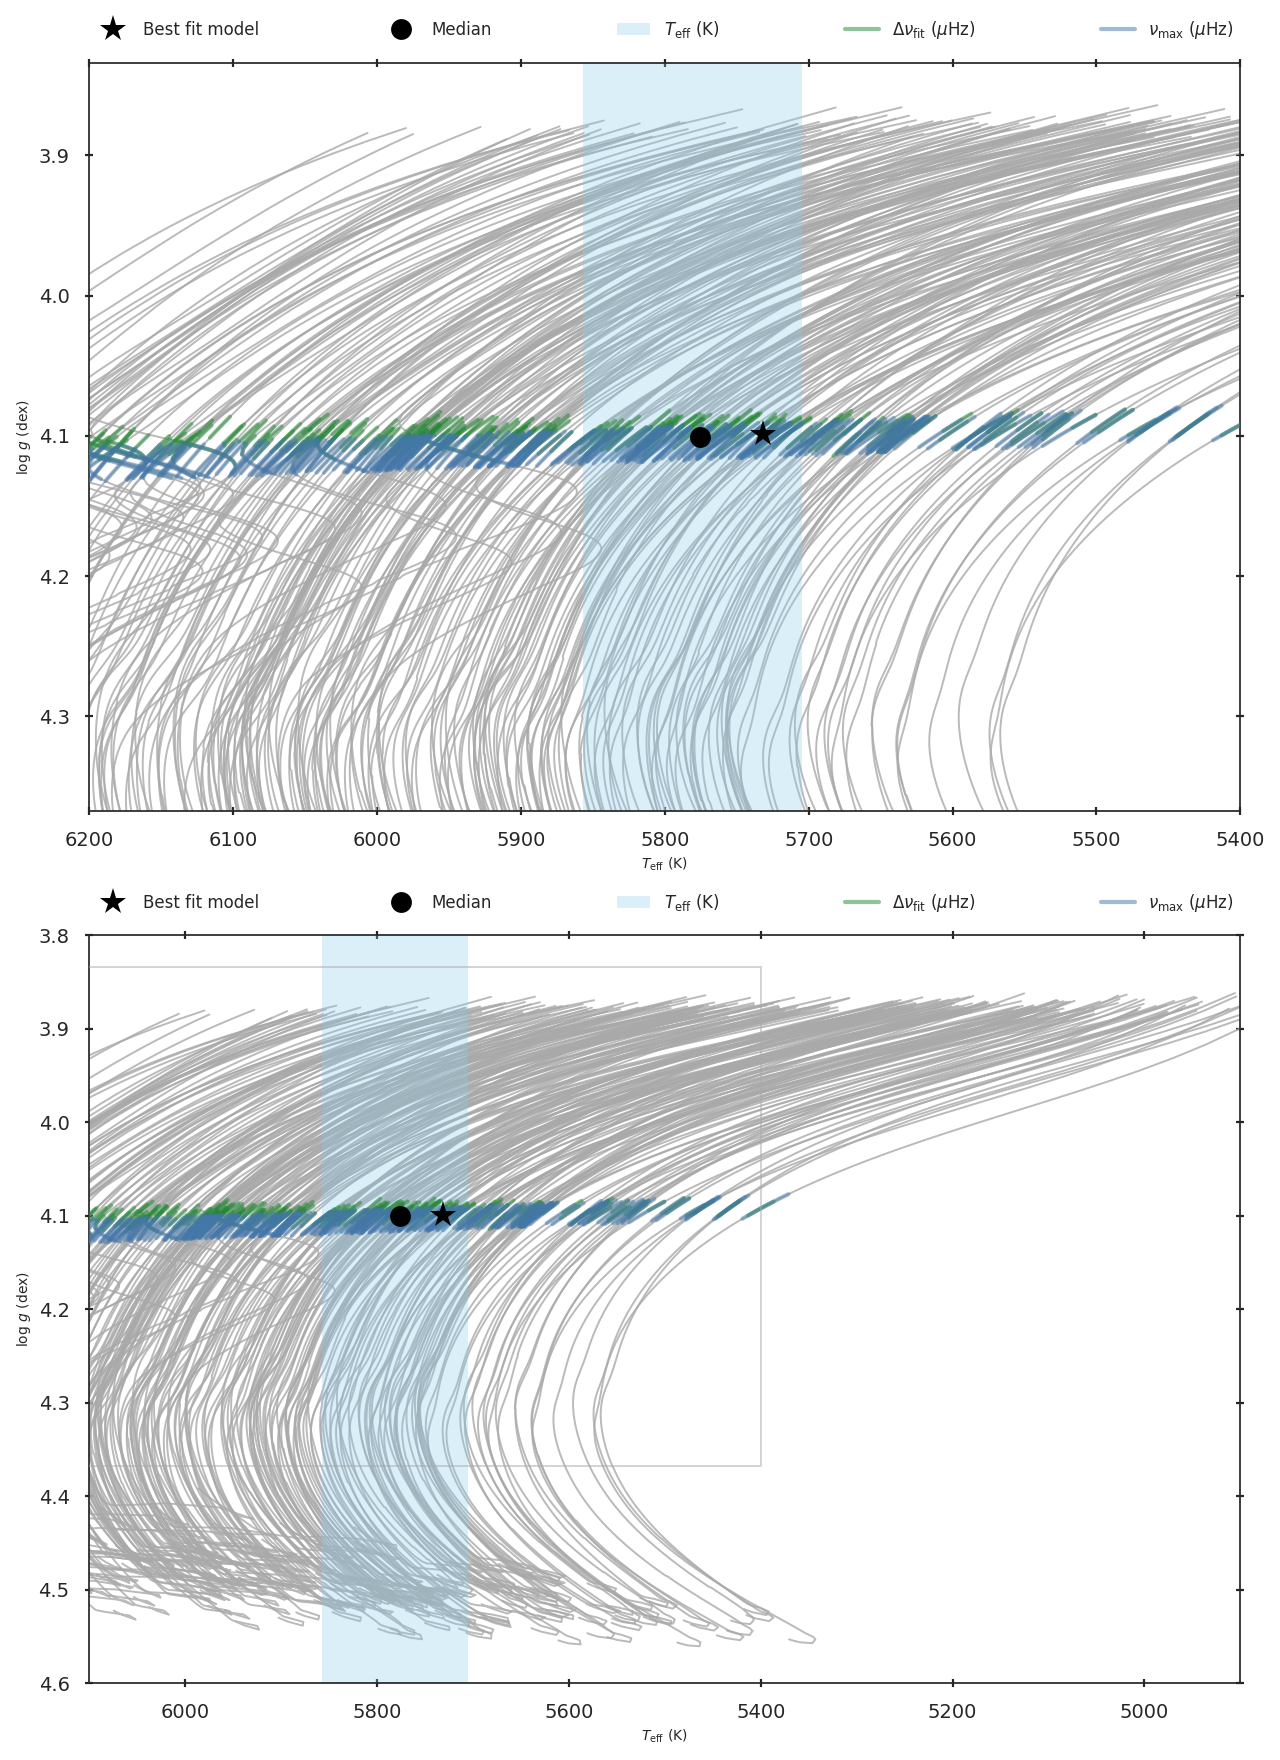 Best fit model Median Teff (K) Δνfit (μHz) νmax (μHz)
3.9
4.0
4.1
4.2
4.3
log g (dex)
6200 6100 6000 5900 5800 5700 5600 5500 5400
Teff (K)
Best fit model Median Teff (K) Δνfit (μHz) νmax (μHz)
3.8
3.9
4.0
4.1
4.2
4.3
4.4
4.5
4.6
log g (dex)
6000 5800 5600 5400 5200 5000
Teff (K)